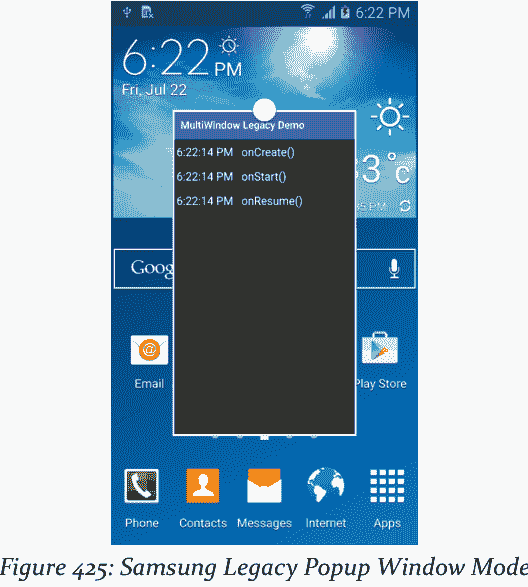 6:22 PM
6:22 PM
Fri, Jul 22
MultiWindow Legacy Demo
6:22:14 PM onCreate()
6:22:14 PM onStart()
6:22:14 PM onResume()
3°c
PM
Goog
Email
Play Store
Phone
Contacts
Messages
Internet
Apps
Figure 425: Samsung Legacy Popup Window Mode